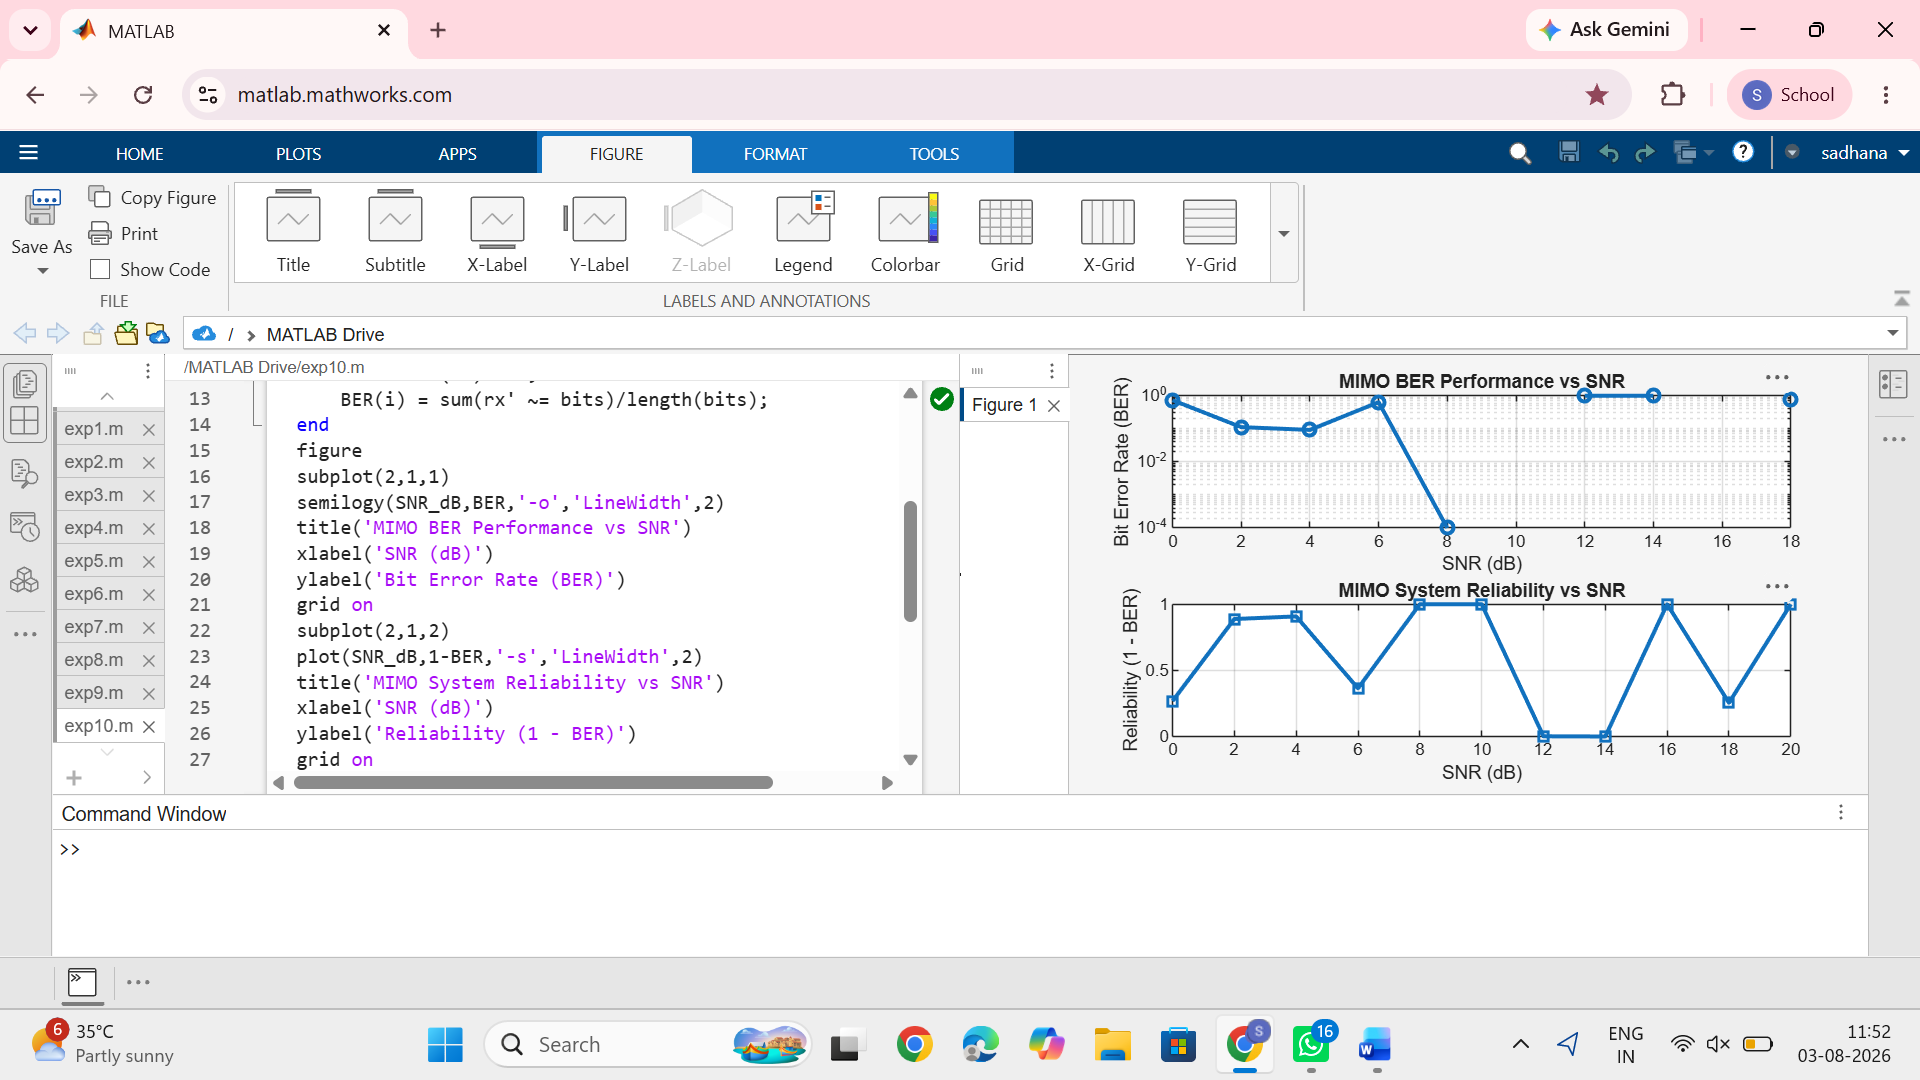 MATLAB
Ask Gemini
matlab.mathworks.com
S School
HOME PLOTS APPS FIGURE FORMAT TOOLS
sadhana
Save As
Copy Figure
Print
Show Code
FILE
Title Subtitle X-Label Y-Label Z-Label Legend Colorbar Grid X-Grid Y-Grid
LABELS AND ANNOTATIONS
/ › MATLAB Drive
/MATLAB Drive/exp10.m
exp1.m
exp2.m
exp3.m
exp4.m
exp5.m
exp6.m
exp7.m
exp8.m
exp9.m
exp10.m
13 BER(i) = sum(rx' ~= bits)/length(bits);
14 end
15 figure
16 subplot(2,1,1)
17 semilogy(SNR_dB,BER,'-o','LineWidth',2)
18 title('MIMO BER Performance vs SNR')
19 xlabel('SNR (dB)')
20 ylabel('Bit Error Rate (BER)')
21 grid on
22 subplot(2,1,2)
23 plot(SNR_dB,1-BER,'-s','LineWidth',2)
24 title('MIMO System Reliability vs SNR')
25 xlabel('SNR (dB)')
26 ylabel('Reliability (1 - BER)')
27 grid on
Figure 1
MIMO BER Performance vs SNR
Bit Error Rate (BER)
10^0
10^-2
10^-4
0 2 4 6 8 10 12 14 16 18
SNR (dB)
MIMO System Reliability vs SNR
Reliability (1 - BER)
1
0.5
0
0 2 4 6 8 10 12 14 16 18 20
SNR (dB)
Command Window
>>
6
35°C
Partly sunny
Search
S
16
ENG
IN
11:52
03-08-2026